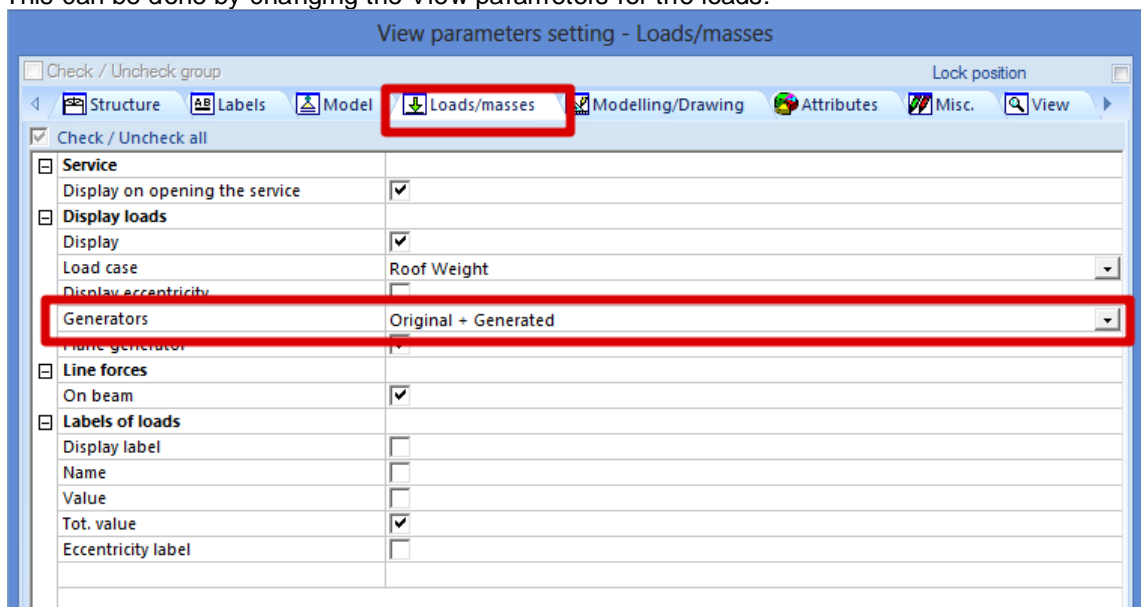 This can be done by changing the View parameters for the loads.
View parameters setting - Loads/masses
Check / Uncheck group Lock position
Structure Labels Model Loads/masses Modelling/Drawing Attributes Misc. View
Check / Uncheck all
Service
Display on opening the service
Display loads
Display
Load case Roof Weight
Display eccentricity
Generators Original + Generated
Plane generator
Line forces
On beam
Labels of loads
Display label
Name
Value
Tot. value
Eccentricity label